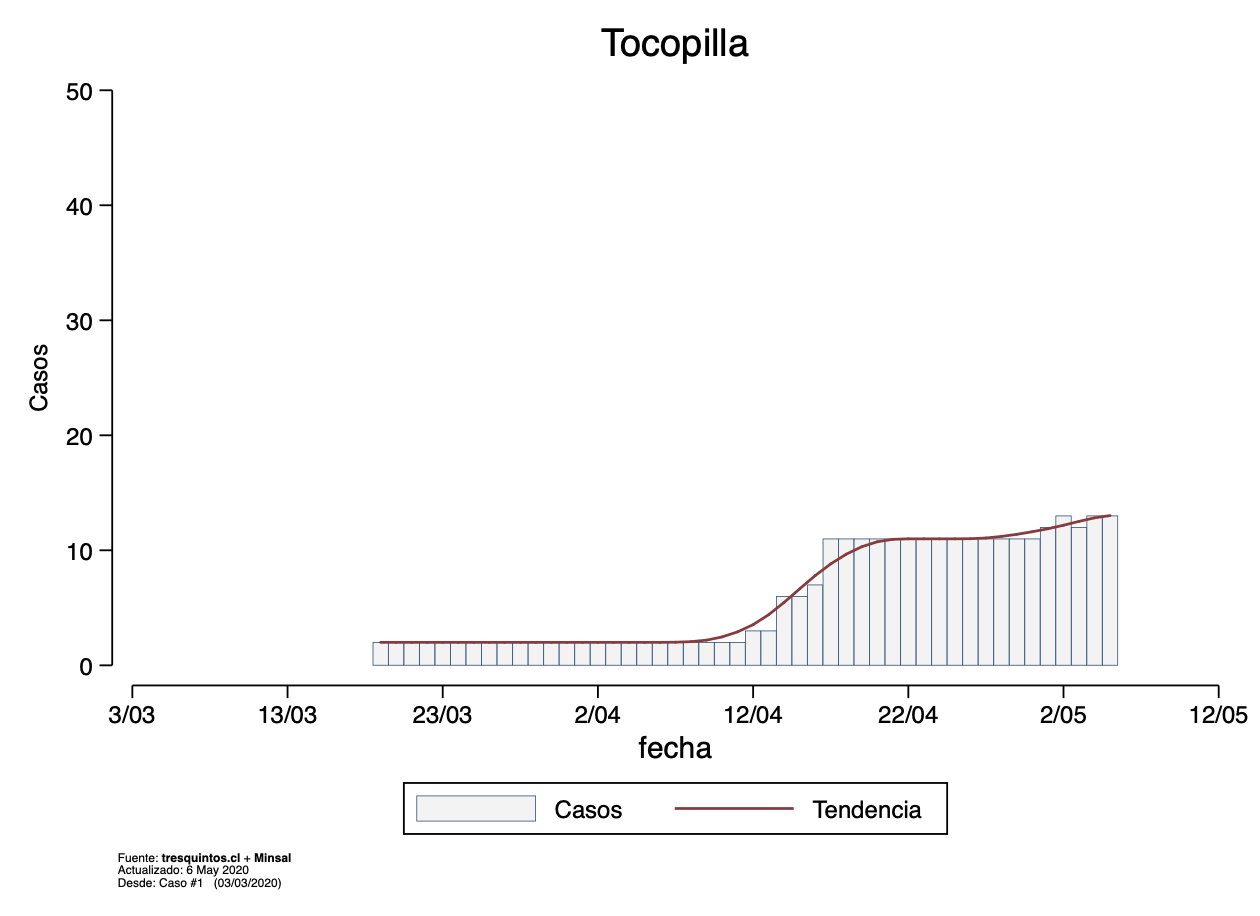 Tocopilla
50
40
30
20
10
0
Casos
3/03 13/03 23/03 2/04 12/04 22/04 2/05 12/05
fecha
Casos Tendencia
Fuente: tresquintos.cl + Minsal
Actualizado: 6 May 2020
Desde: Caso #1 (03/03/2020)